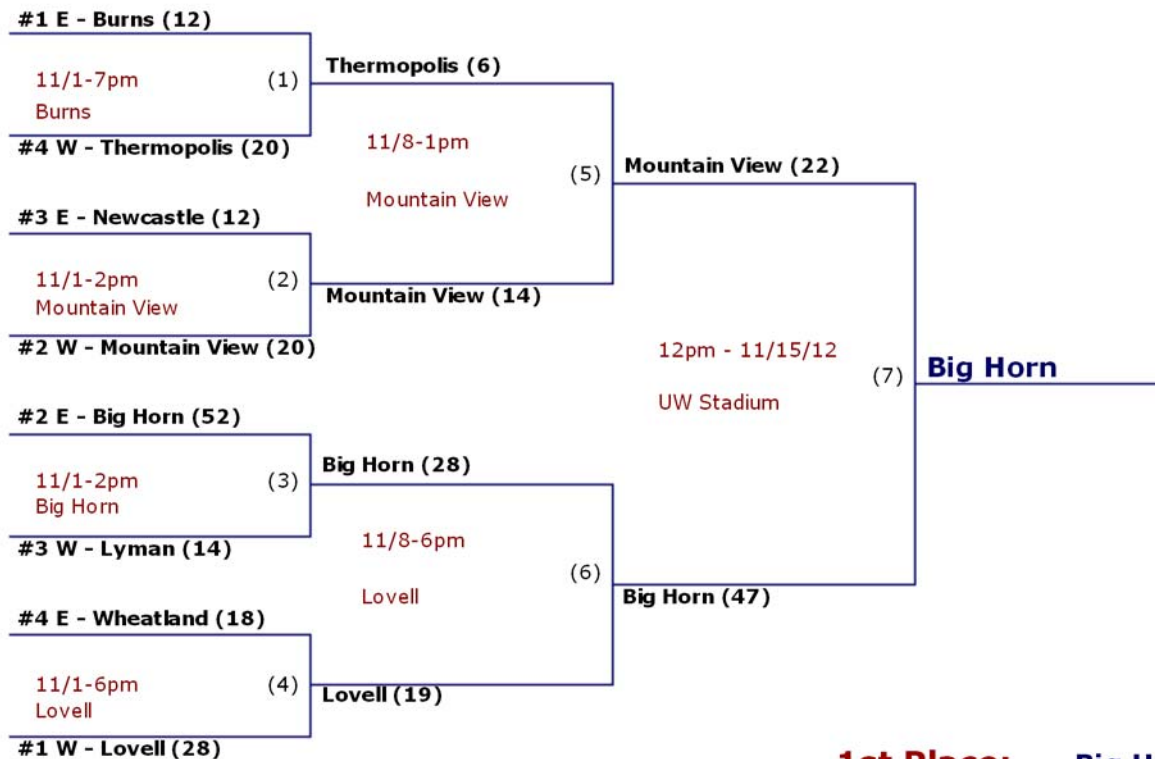 #1 E - Burns (12)
11/1-7pm
(1)
Burns
#4 W - Thermopolis (20)
Thermopolis (6)
11/8-1pm
(5)
Mountain View
#3 E - Newcastle (12)
11/1-2pm
(2)
Mountain View
#2 W - Mountain View (20)
Mountain View (14)
Mountain View (22)
12pm - 11/15/12
(7)
UW Stadium
Big Horn
#2 E - Big Horn (52)
11/1-2pm
(3)
Big Horn
#3 W - Lyman (14)
Big Horn (28)
11/8-6pm
(6)
Lovell
Big Horn (47)
#4 E - Wheatland (18)
11/1-6pm
(4)
Lovell
#1 W - Lovell (28)
Lovell (19)
1st Place: Big H